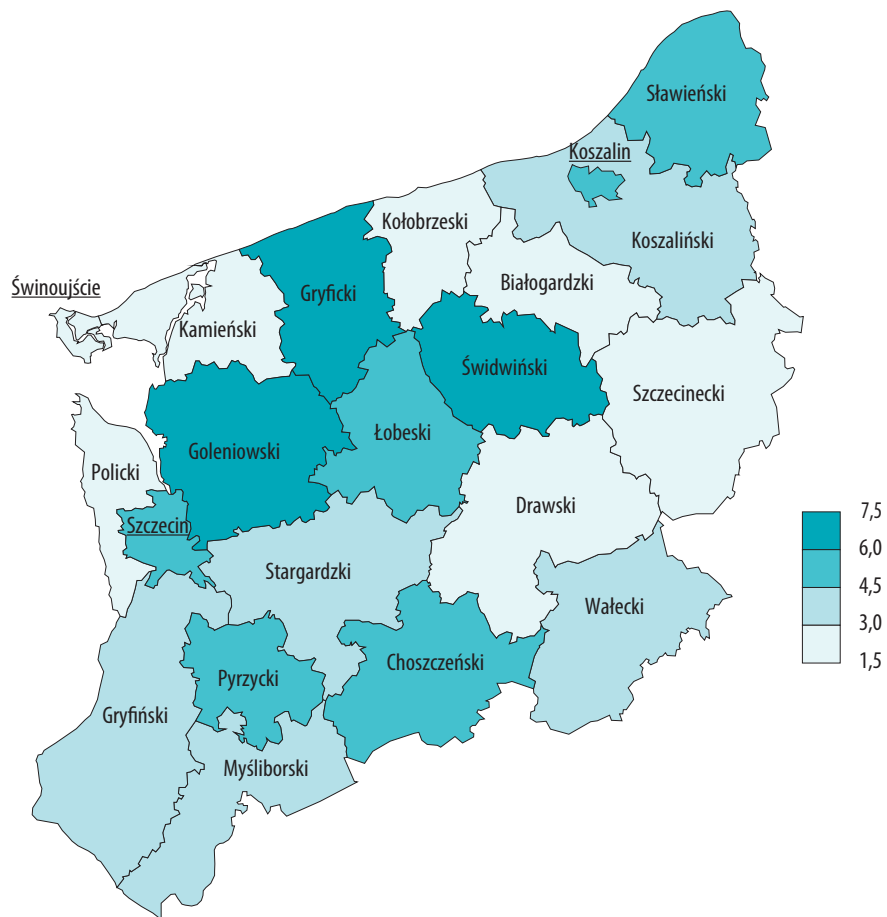 Sławieński
Koszalin
Kołobrzeski
Koszaliński
Białogardzki
Świnoujście
Gryficki
Kamieński
Świdwiński
Szczecinecki
Łobeski
Goleniowski
Policki
Drawski
Szczecin
Stargardzki
Wałecki
Choszczeński
Pyrzycki
Gryfiński
Myśliborski
7,5
6,0
4,5
3,0
1,5